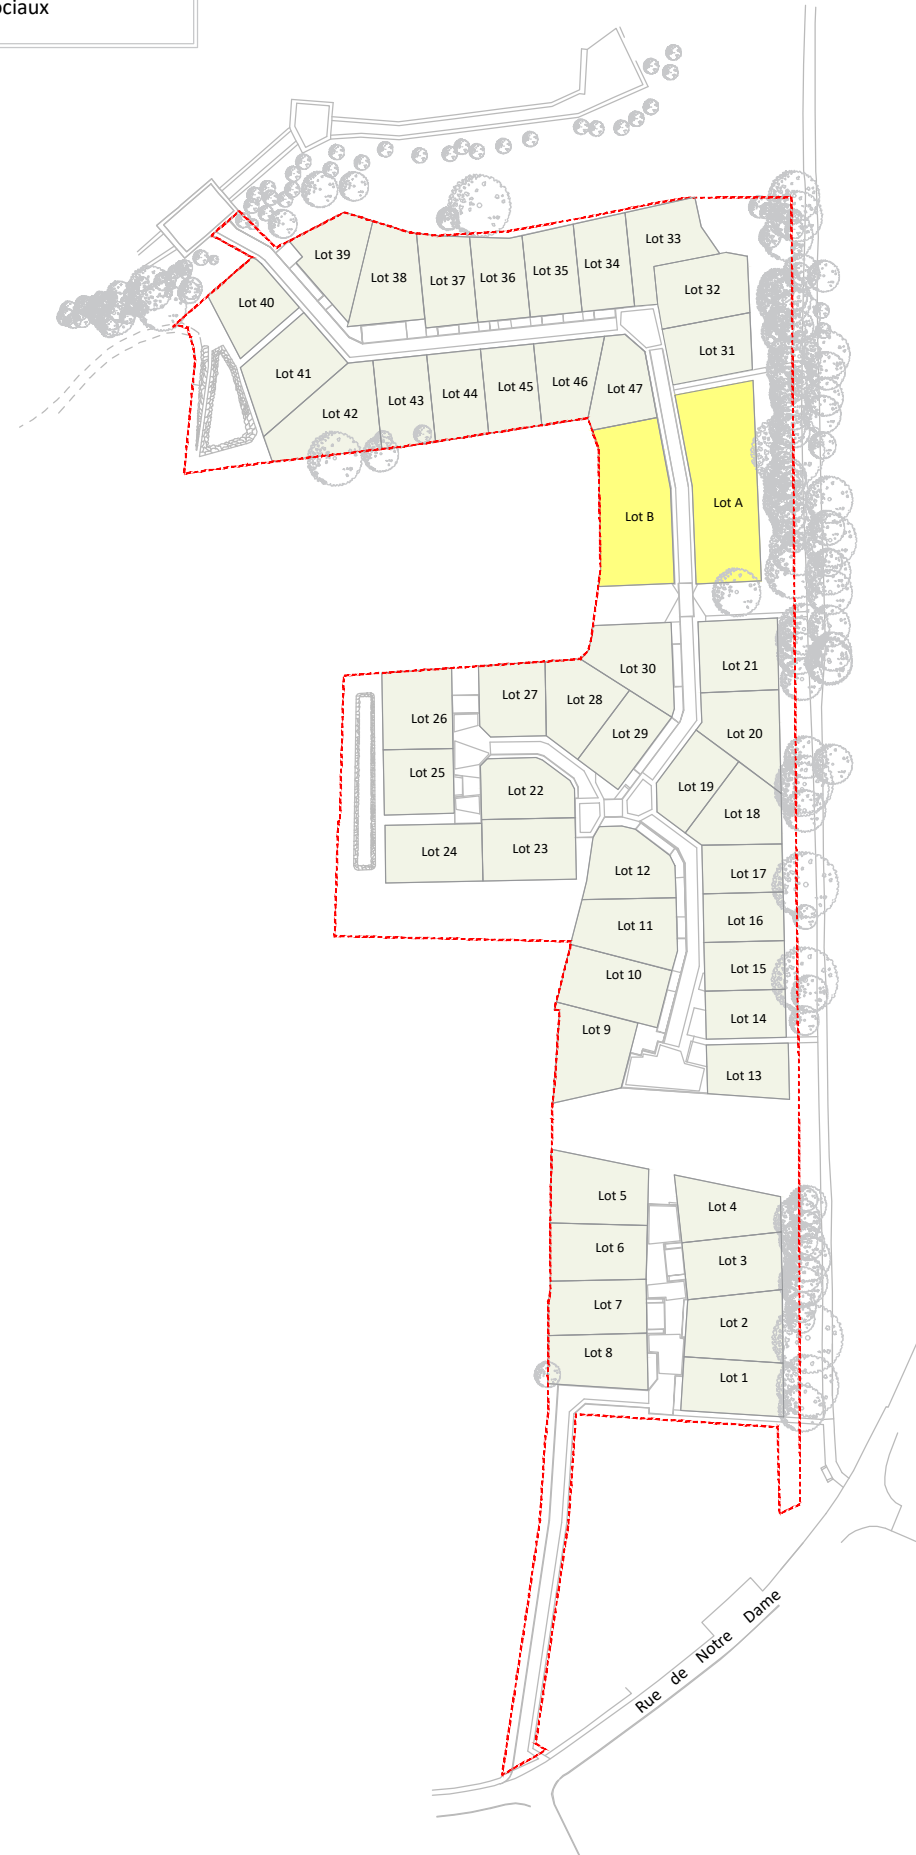 ociaux
Lot 33
Lot 39
Lot 38
Lot 37
Lot 36
Lot 35
Lot 34
Lot 32
Lot 40
Lot 31
Lot 41
Lot 42
Lot 43
Lot 44
Lot 45
Lot 46
Lot 47
Lot B
Lot A
Lot 30
Lot 21
Lot 26
Lot 27
Lot 28
Lot 29
Lot 20
Lot 25
Lot 22
Lot 19
Lot 18
Lot 24
Lot 23
Lot 12
Lot 17
Lot 11
Lot 16
Lot 10
Lot 15
Lot 9
Lot 14
Lot 13
Lot 5
Lot 4
Lot 6
Lot 3
Lot 7
Lot 2
Lot 8
Lot 1
Rue de Notre Dame